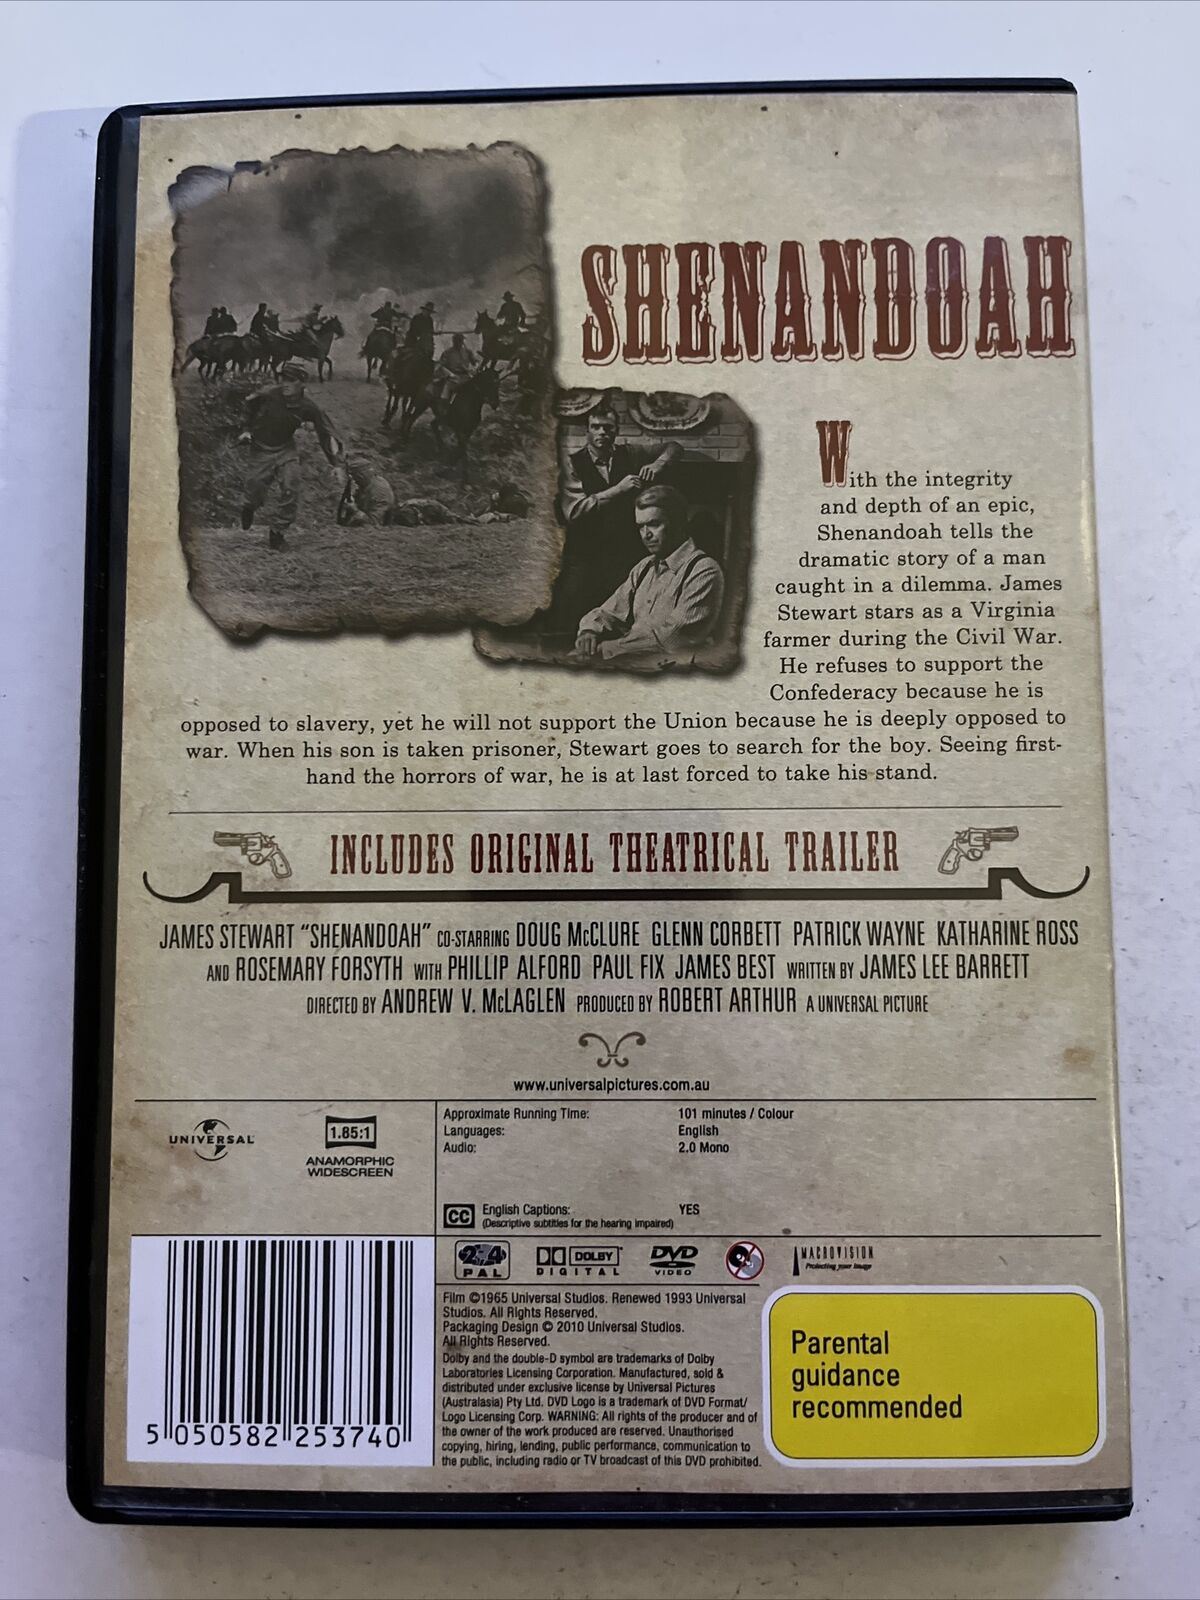 SHENANDOAH
With the integrity
and depth of an epic,
Shenandoah tells the
dramatic story of a man
caught in a dilemma. James
Stewart stars as a Virginia
farmer during the Civil War.
He refuses to support the
Confederacy because he is
opposed to slavery, yet he will not support the Union because he is deeply opposed to
war. When his son is taken prisoner, Stewart goes to search for the boy. Seeing first-
hand the horrors of war, he is at last forced to take his stand.
INCLUDES ORIGINAL THEATRICAL TRAILER
JAMES STEWART "SHENANDOAH" CO-STARRING DOUG McCLURE GLENN CORBETT PATRICK WAYNE KATHARINE ROSS
AND ROSEMARY FORSYTH WITH PHILLIP ALFORD PAUL FIX JAMES BEST WRITTEN BY JAMES LEE BARRETT
DIRECTED BY ANDREW V. McLAGLEN PRODUCED BY ROBERT ARTHUR A UNIVERSAL PICTURE
www.universalpictures.com.au
UNIVERSAL
1.85:1
ANAMORPHIC
WIDESCREEN
Approximate Running Time: 101 minutes / Colour
Languages: English
Audio: 2.0 Mono
CC English Captions: YES
(Descriptive subtitles for the hearing impaired)
2 4
PAL
DOLBY
DIGITAL
DVD
VIDEO
MACROVISION
Protecting your Image
Film ©1965 Universal Studios. Renewed 1993 Universal
Studios. All Rights Reserved.
Packaging Design © 2010 Universal Studios.
All Rights Reserved.
Dolby and the double-D symbol are trademarks of Dolby
Laboratories Licensing Corporation. Manufactured, sold &
distributed under exclusive license by Universal Pictures
(Australasia) Pty Ltd. DVD Logo is a trademark of DVD Format/
Logo Licensing Corp. WARNING: All rights of the producer and of
the owner of the work produced are reserved. Unauthorised
copying, hiring, lending, public performance, communication to
the public, including radio or TV broadcast of this DVD prohibited.
Parental
guidance
recommended
5 050582 253740